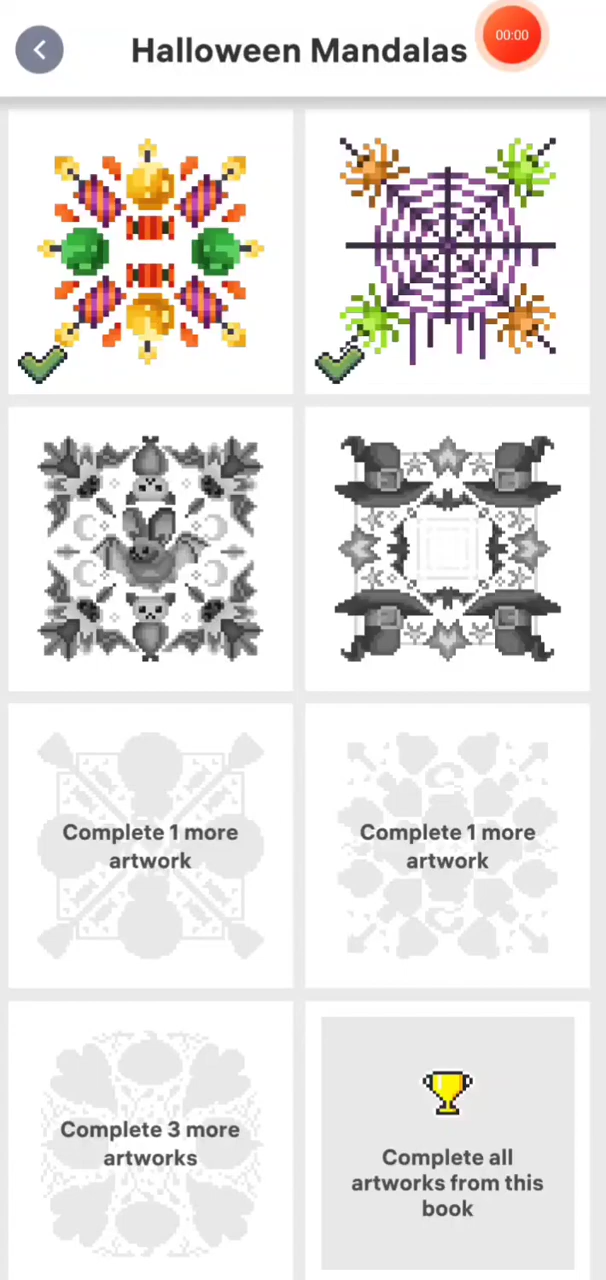 Halloween Mandalas
00:00
Complete 1 more
artwork
Complete 1 more
artwork
Complete 3 more
artworks
Complete all
artworks from this
book